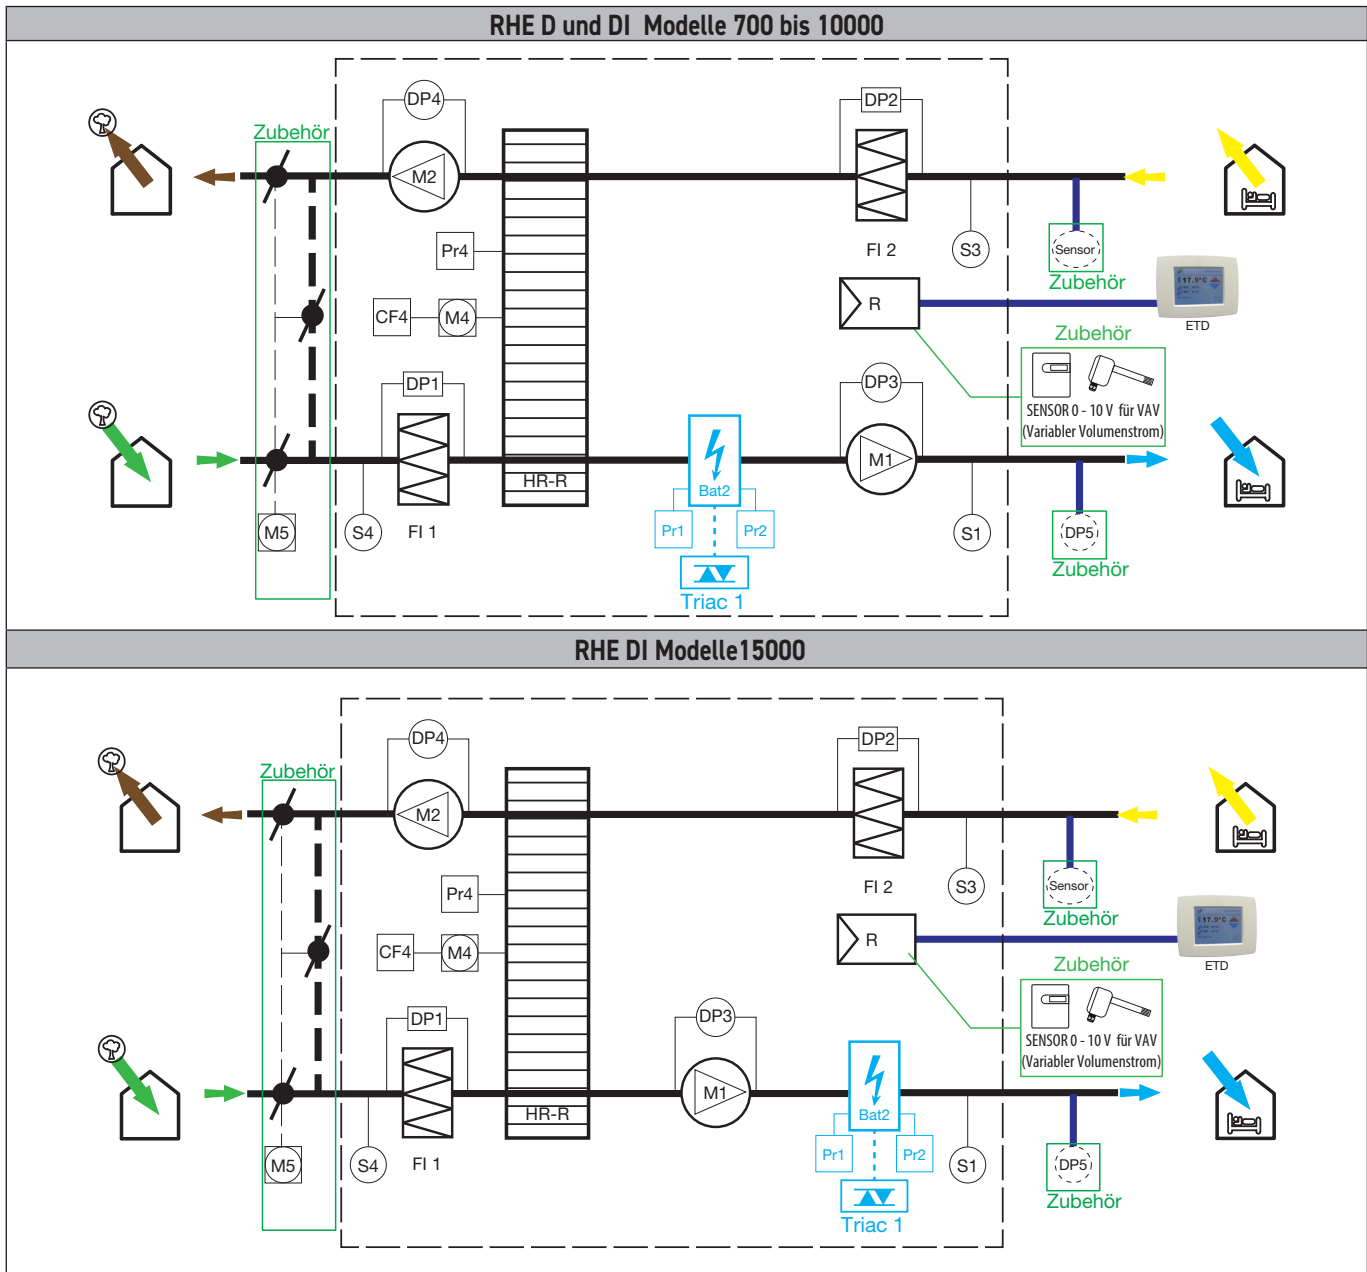 RHE D und DI Modelle 700 bis 10000
DP4
DP2
Zubehör
M2
Pr4
FI 2
S3
Sensor
Zubehör
17.9°C
ETD
CF4
M4
R
Zubehör
DP1
DP3
SENSOR 0 - 10 V für VAV
(Variabler Volumenstrom)
M1
HR-R
Bat2
M5
S4
FI 1
Pr1
Pr2
S1
DP5
Zubehör
Triac 1
RHE DI Modelle15000
DP4
DP2
Zubehör
M2
Pr4
FI 2
S3
Sensor
Zubehör
17.9°C
ETD
CF4
M4
R
Zubehör
DP1
DP3
SENSOR 0 - 10 V für VAV
(Variabler Volumenstrom)
M1
HR-R
Bat2
M5
S4
FI 1
Pr1
Pr2
S1
DP5
Zubehör
Triac 1